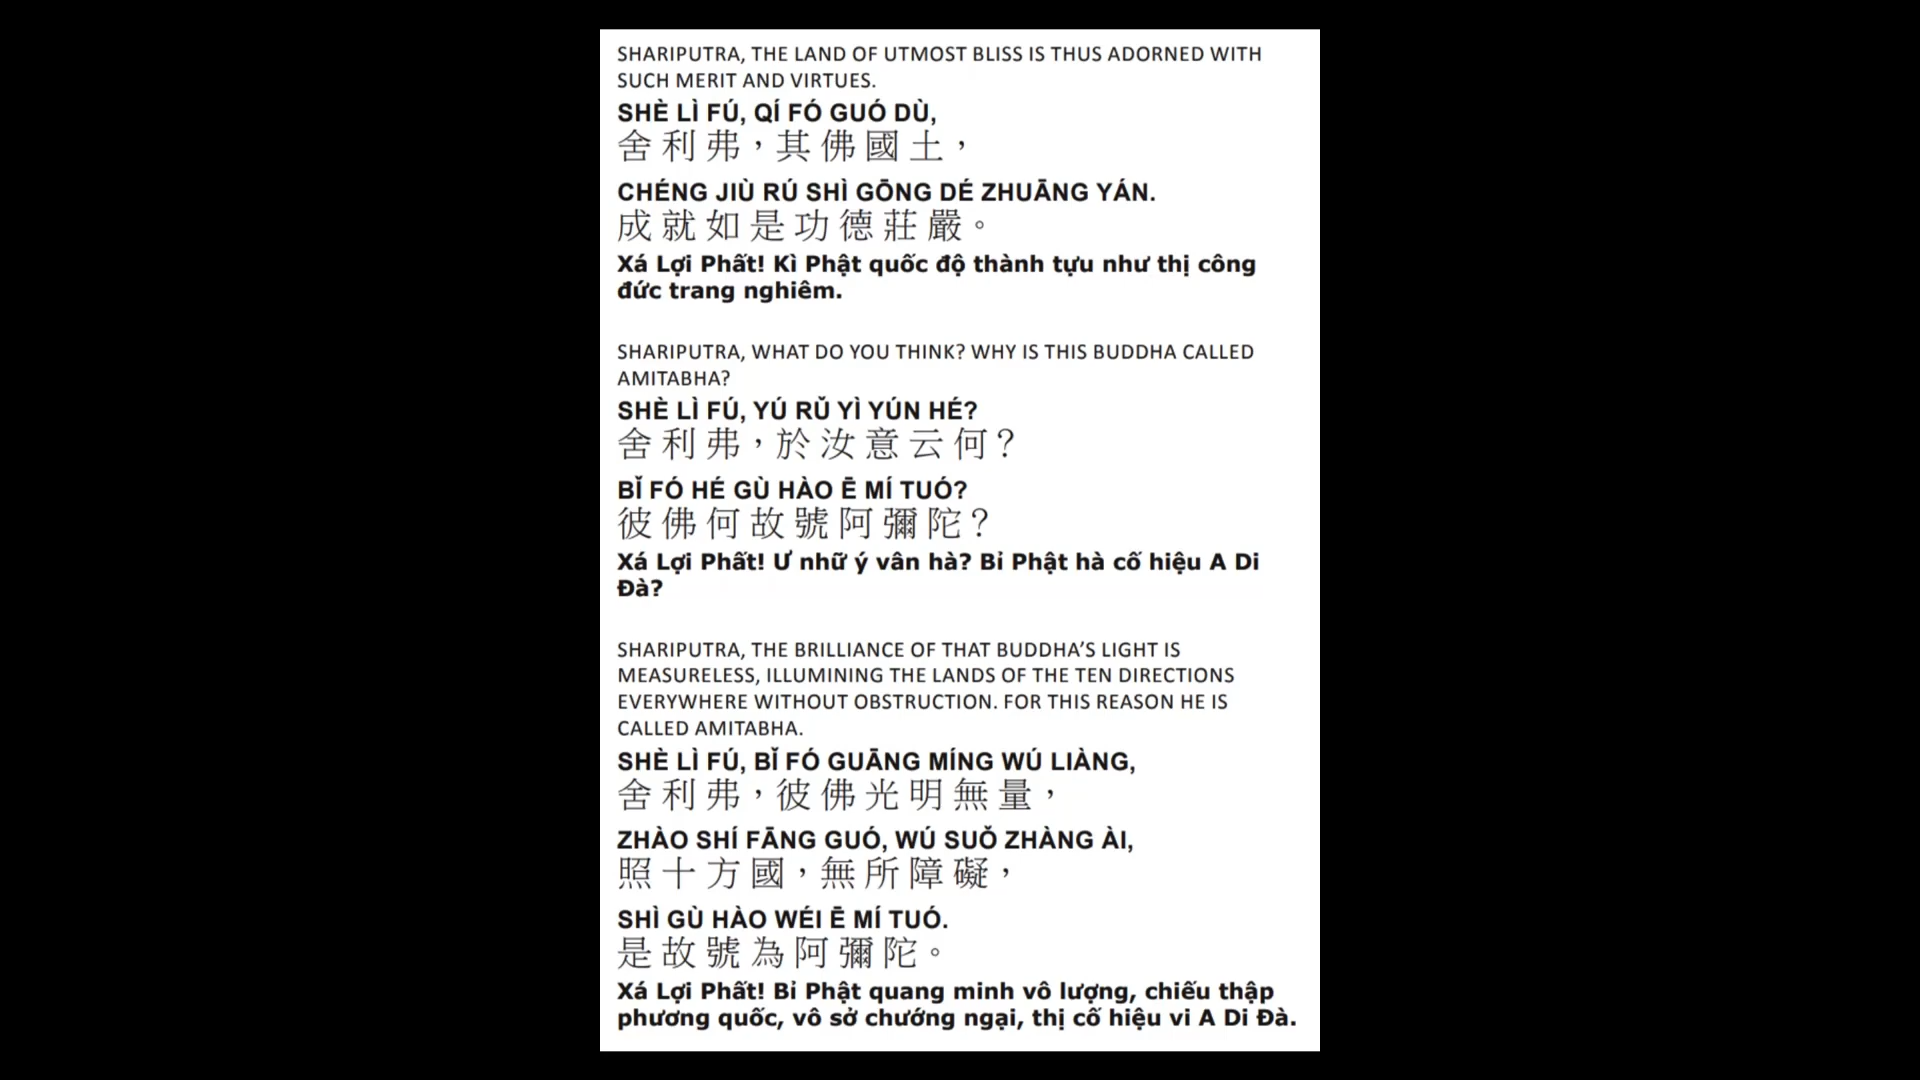 SHARIPUTRA, THE LAND OF UTMOST BLISS IS THUS ADORNED WITH
SUCH MERIT AND VIRTUES.
SHÈ LÌ FÚ, QÍ FÓ GUÓ DÙ,
舍利弗，其佛國土，
CHÉNG JIÙ RÚ SHÌ GŌNG DÉ ZHUĀNG YÁN.
成就如是功德莊嚴。
Xá Lợi Phất! Kì Phật quốc độ thành tựu như thị công
đức trang nghiêm.
SHARIPUTRA, WHAT DO YOU THINK? WHY IS THIS BUDDHA CALLED
AMITABHA?
SHÈ LÌ FÚ, YÚ RǓ YÌ YÚN HÉ?
舍利弗，於汝意云何？
BǏ FÓ HÉ GÙ HÀO Ē MÍ TUÓ?
彼佛何故號阿彌陀？
Xá Lợi Phất! Ư nhữ ý vân hà? Bỉ Phật hà cố hiệu A Di
Đà?
SHARIPUTRA, THE BRILLIANCE OF THAT BUDDHA’S LIGHT IS
MEASURELESS, ILLUMINING THE LANDS OF THE TEN DIRECTIONS
EVERYWHERE WITHOUT OBSTRUCTION. FOR THIS REASON HE IS
CALLED AMITABHA.
SHÈ LÌ FÚ, BǏ FÓ GUĀNG MÍNG WÚ LIÀNG,
舍利弗，彼佛光明無量，
ZHÀO SHÍ FĀNG GUÓ, WÚ SUǑ ZHÀNG ÀI,
照十方國，無所障礙，
SHÌ GÙ HÀO WÉI Ē MÍ TUÓ.
是故號為阿彌陀。
Xá Lợi Phất! Bỉ Phật quang minh vô lượng, chiếu thập
phương quốc, vô sở chướng ngại, thị cố hiệu vi A Di Đà.